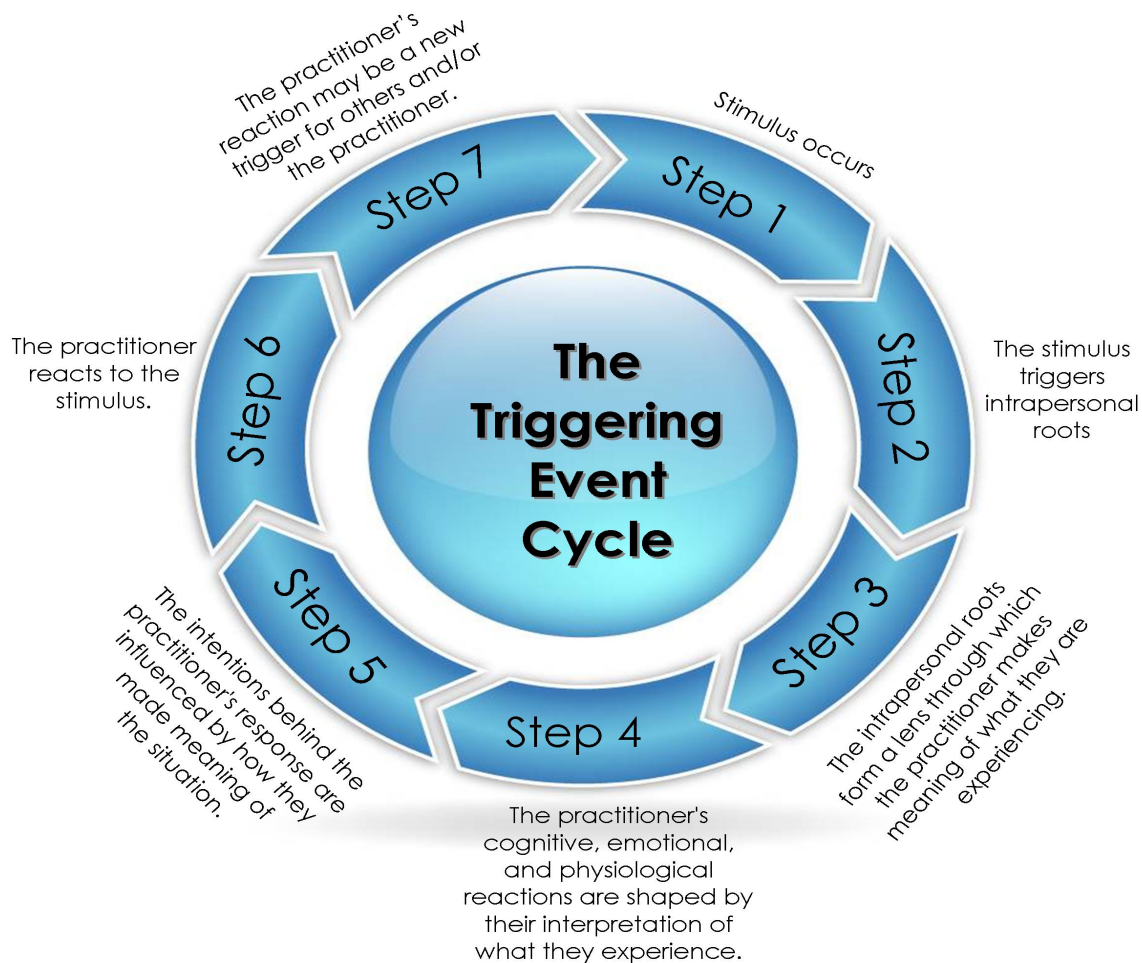 The
Triggering
Event
Cycle
Step 1
Stimulus occurs
Step 2
The stimulus
triggers
intrapersonal
roots
Step 3
The intrapersonal roots
form a lens through which
the practitioner makes
meaning of what they are
experiencing.
Step 4
The practitioner's
cognitive, emotional,
and physiological
reactions are shaped by
their interpretation of
what they experience.
Step 5
The intentions behind the
practitioner's response are
influenced by how they
made meaning of
the situation.
Step 6
The practitioner
reacts to the
stimulus.
Step 7
The practitioner's
reaction may be a new
trigger for others and/or
the practitioner.